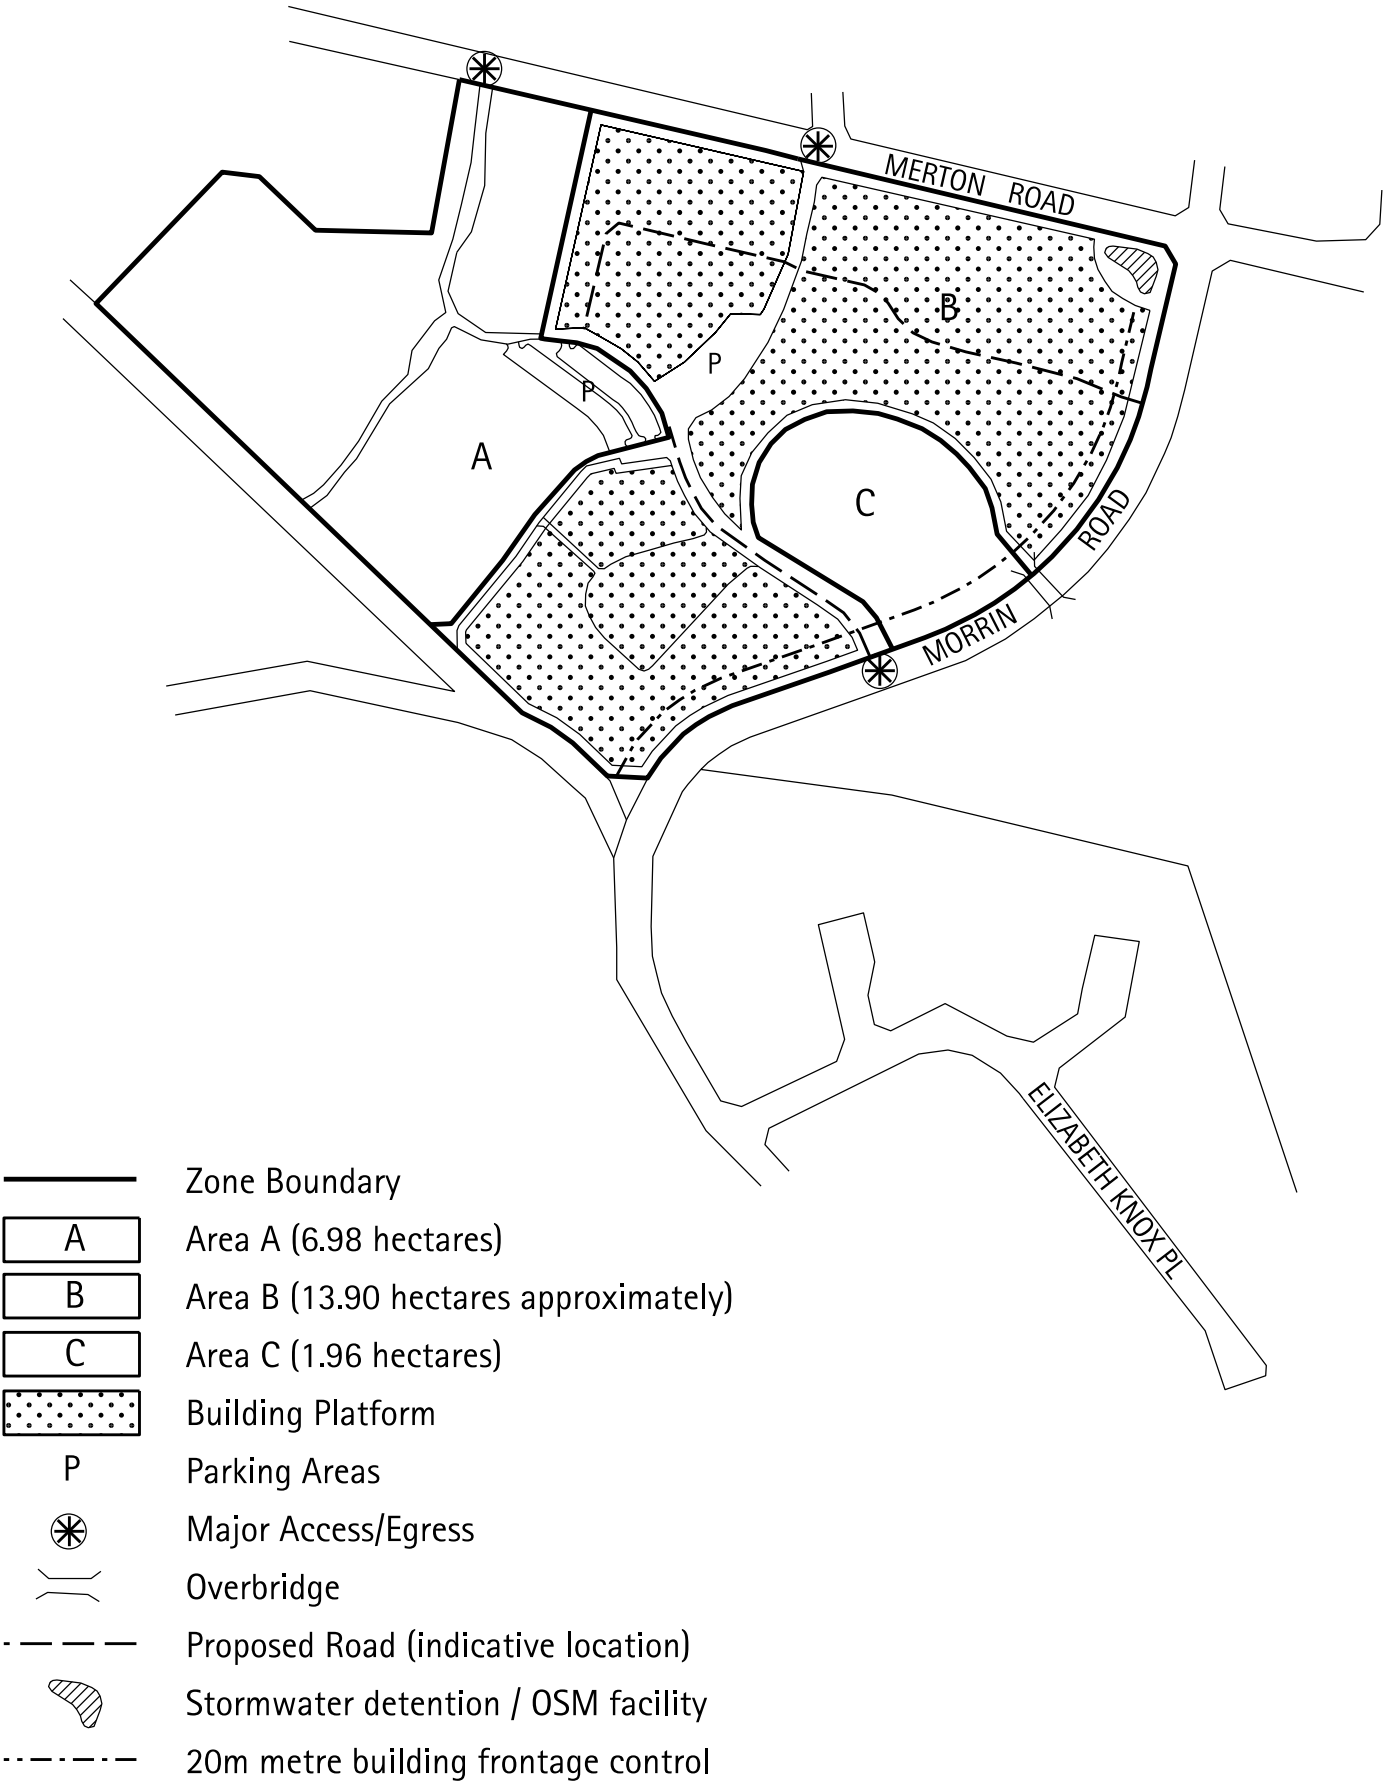 MERTON ROAD
B
P
P
A
C
ROAD
MORRIN
ELIZABETH KNOX PL
Zone Boundary
A Area A (6.98 hectares)
B Area B (13.90 hectares approximately)
C Area C (1.96 hectares)
Building Platform
P Parking Areas
Major Access/Egress
Overbridge
Proposed Road (indicative location)
Stormwater detention / OSM facility
20m metre building frontage control